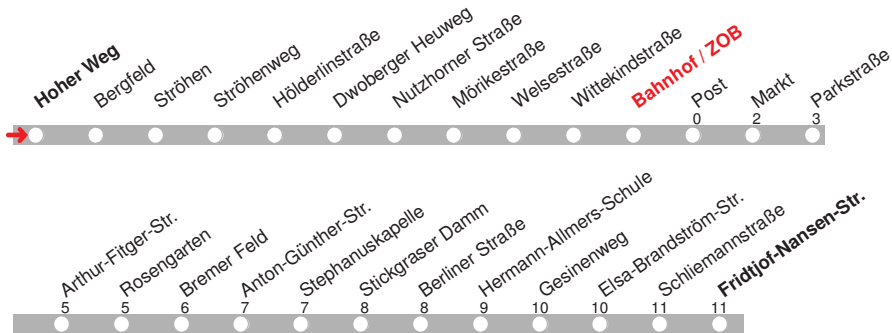 Hoher Weg
Bergfeld
Ströhen
Ströhenweg
Hölderlinstraße
Dwoberger Heuweg
Nutzhorner Straße
Mörikestraße
Welsestraße
Wittekindstraße
Bahnhof / ZOB
Post
0
Markt
2
Parkstraße
3
Arthur-Fitger-Str.
5
Rosengarten
5
Bremer Feld
6
Anton-Günther-Str.
7
Stephanuskapelle
7
Stickgraser Damm
8
Berliner Straße
8
Hermann-Allmers-Schule
9
Gesinenweg
10
Elsa-Brandström-Str.
10
Schliemannstraße
11
Fridtjof-Nansen-Str.
11